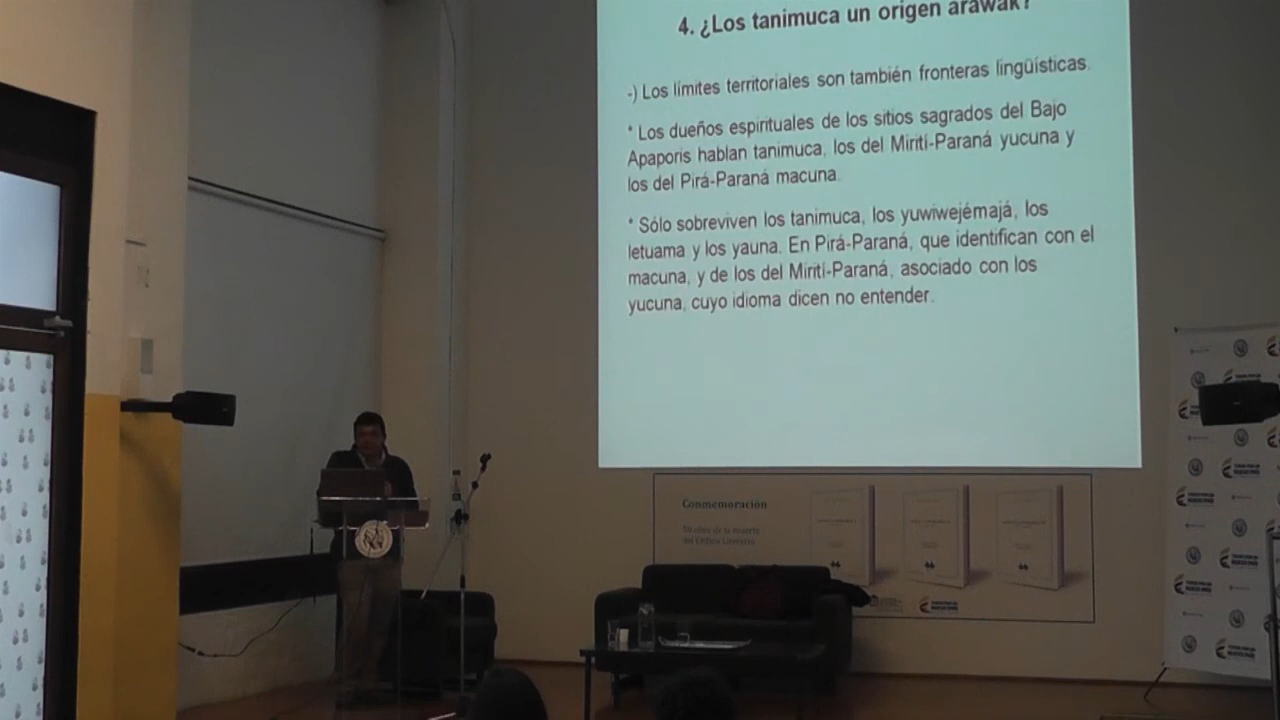 4. ¿Los tanimuca un origen arawak?
-) Los límites territoriales son también fronteras lingüísticas.
* Los dueños espirituales de los sitios sagrados del Bajo
Apaporis hablan tanimuca, los del Mirití-Paraná yucuna y
los del Pirá-Paraná macuna.
* Sólo sobreviven los tanimuca, los yuwiwejémajá, los
letuama y los yauna. En Pirá-Paraná, que identifican con el
macuna, y de los del Mirití-Paraná, asociado con los
yucuna, cuyo idioma dicen no entender.
Conmemoración